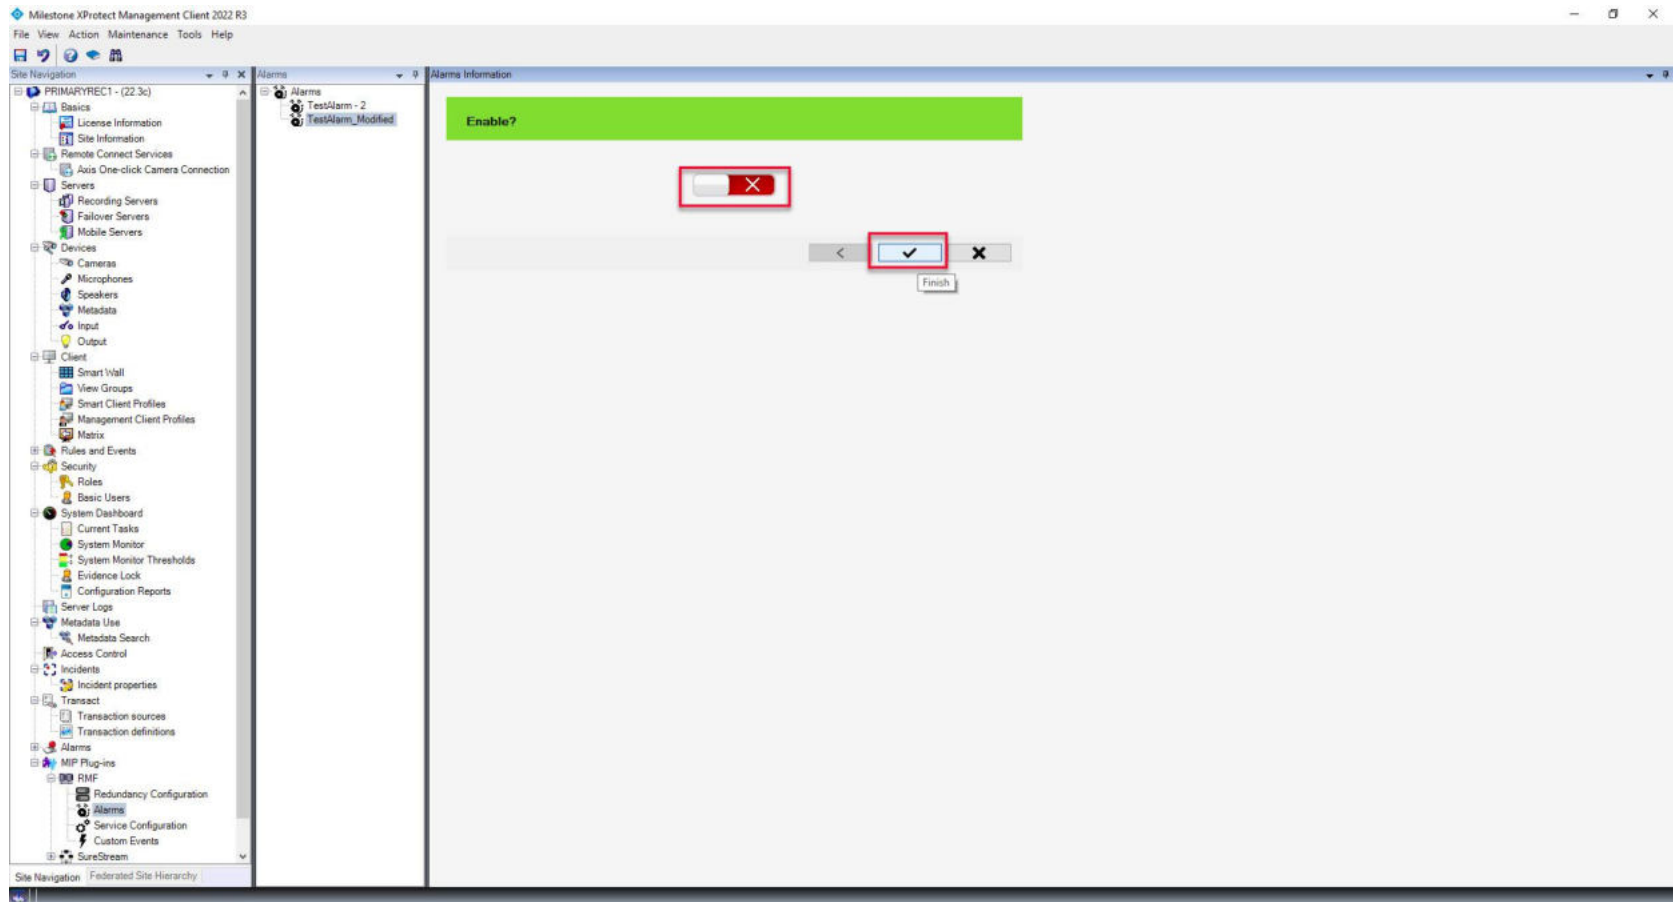 Milestone XProtect Management Client 2022 R3
File View Action Maintenance Tools Help
Site Navigation
PRIMARYREC1 - (22.3c)
Basics
License Information
Site Information
Remote Connect Services
Axis One-click Camera Connection
Servers
Recording Servers
Failover Servers
Mobile Servers
Devices
Cameras
Microphones
Speakers
Metadata
Input
Output
Client
Smart Wall
View Groups
Smart Client Profiles
Management Client Profiles
Matrix
Rules and Events
Security
Roles
Basic Users
System Dashboard
Current Tasks
System Monitor
System Monitor Thresholds
Evidence Lock
Configuration Reports
Server Logs
Metadata Use
Metadata Search
Access Control
Incidents
Incident properties
Transact
Transaction sources
Transaction definitions
Alarms
MIP Plug-ins
RMF
Redundancy Configuration
Alarms
Service Configuration
Custom Events
SureStream
Site Navigation Federated Site Hierarchy
Alarms
Alarms
TestAlarm - 2
TestAlarm_Modified
Alarms Information
Enable?
Finish